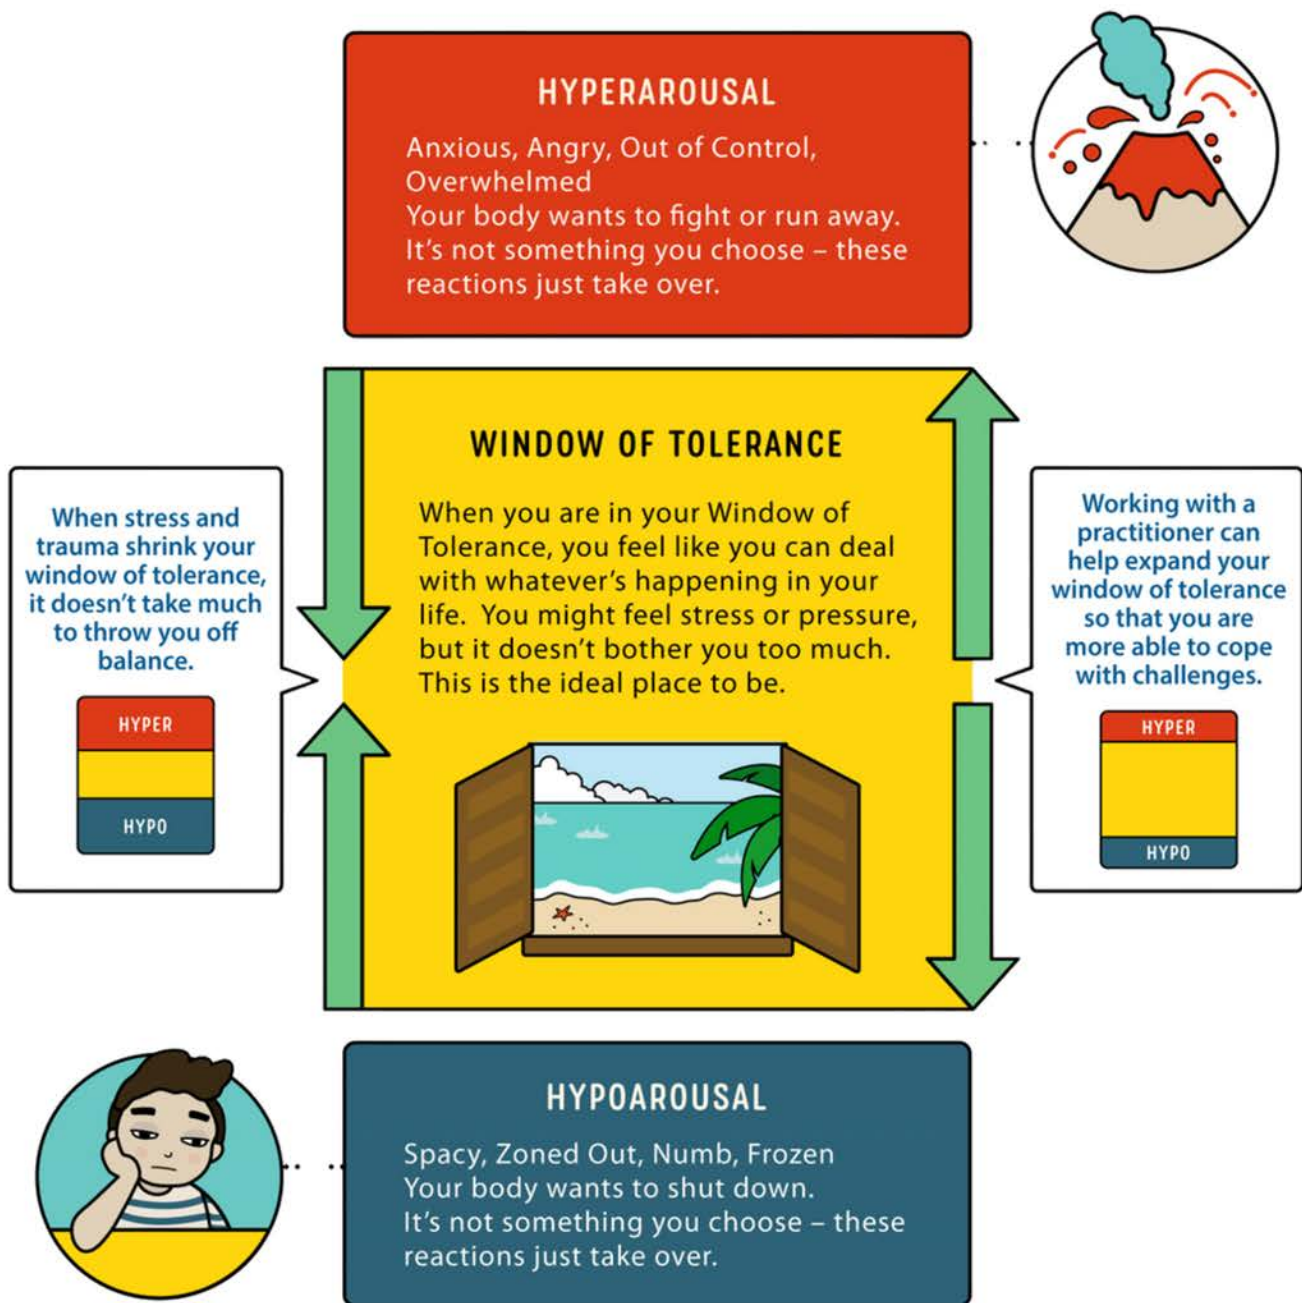 HYPERAROUSAL
Anxious, Angry, Out of Control,
Overwhelmed
Your body wants to fight or run away.
It’s not something you choose – these
reactions just take over.
WINDOW OF TOLERANCE
When you are in your Window of
Tolerance, you feel like you can deal
with whatever’s happening in your
life.  You might feel stress or pressure,
but it doesn’t bother you too much.
This is the ideal place to be.
When stress and
trauma shrink your
window of tolerance,
it doesn’t take much
to throw you off
balance.
HYPER
HYPO
Working with a
practitioner can
help expand your
window of tolerance
so that you are
more able to cope
with challenges.
HYPER
HYPO
HYPOAROUSAL
Spacy, Zoned Out, Numb, Frozen
Your body wants to shut down.
It’s not something you choose – these
reactions just take over.